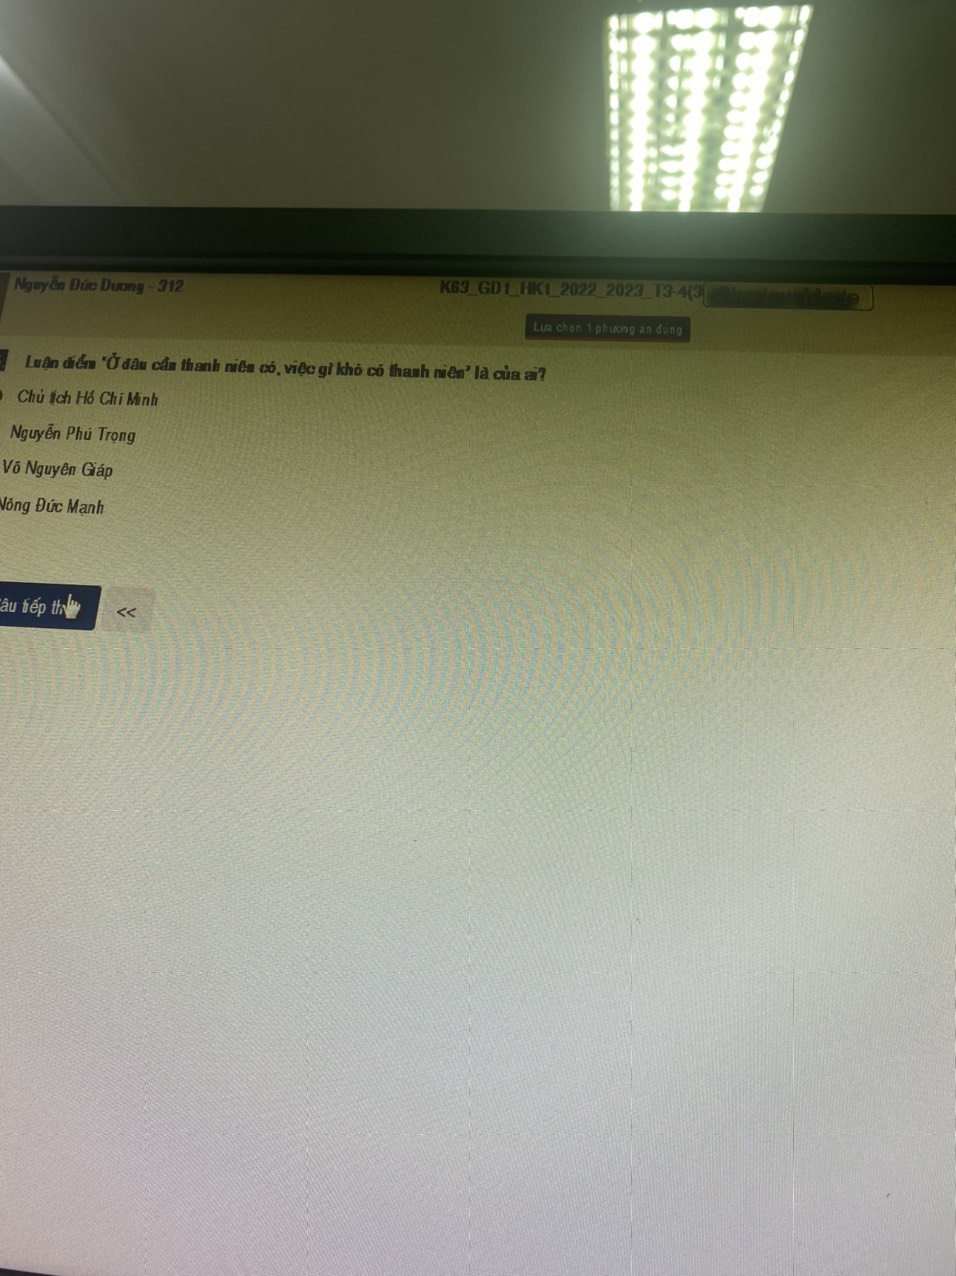 Nguyễn Đức Dương - 312
K63_GD1_HK1_2022_2023_T3-4(3
Lựa chọn 1 phương án đúng
Luận điểm "Ở đâu cần thanh niên có, việc gì khó có thanh niên" là của ai?
Chủ tịch Hồ Chí Minh
Nguyễn Phú Trọng
Võ Nguyên Giáp
Nông Đức Mạnh
âu tiếp th
<<